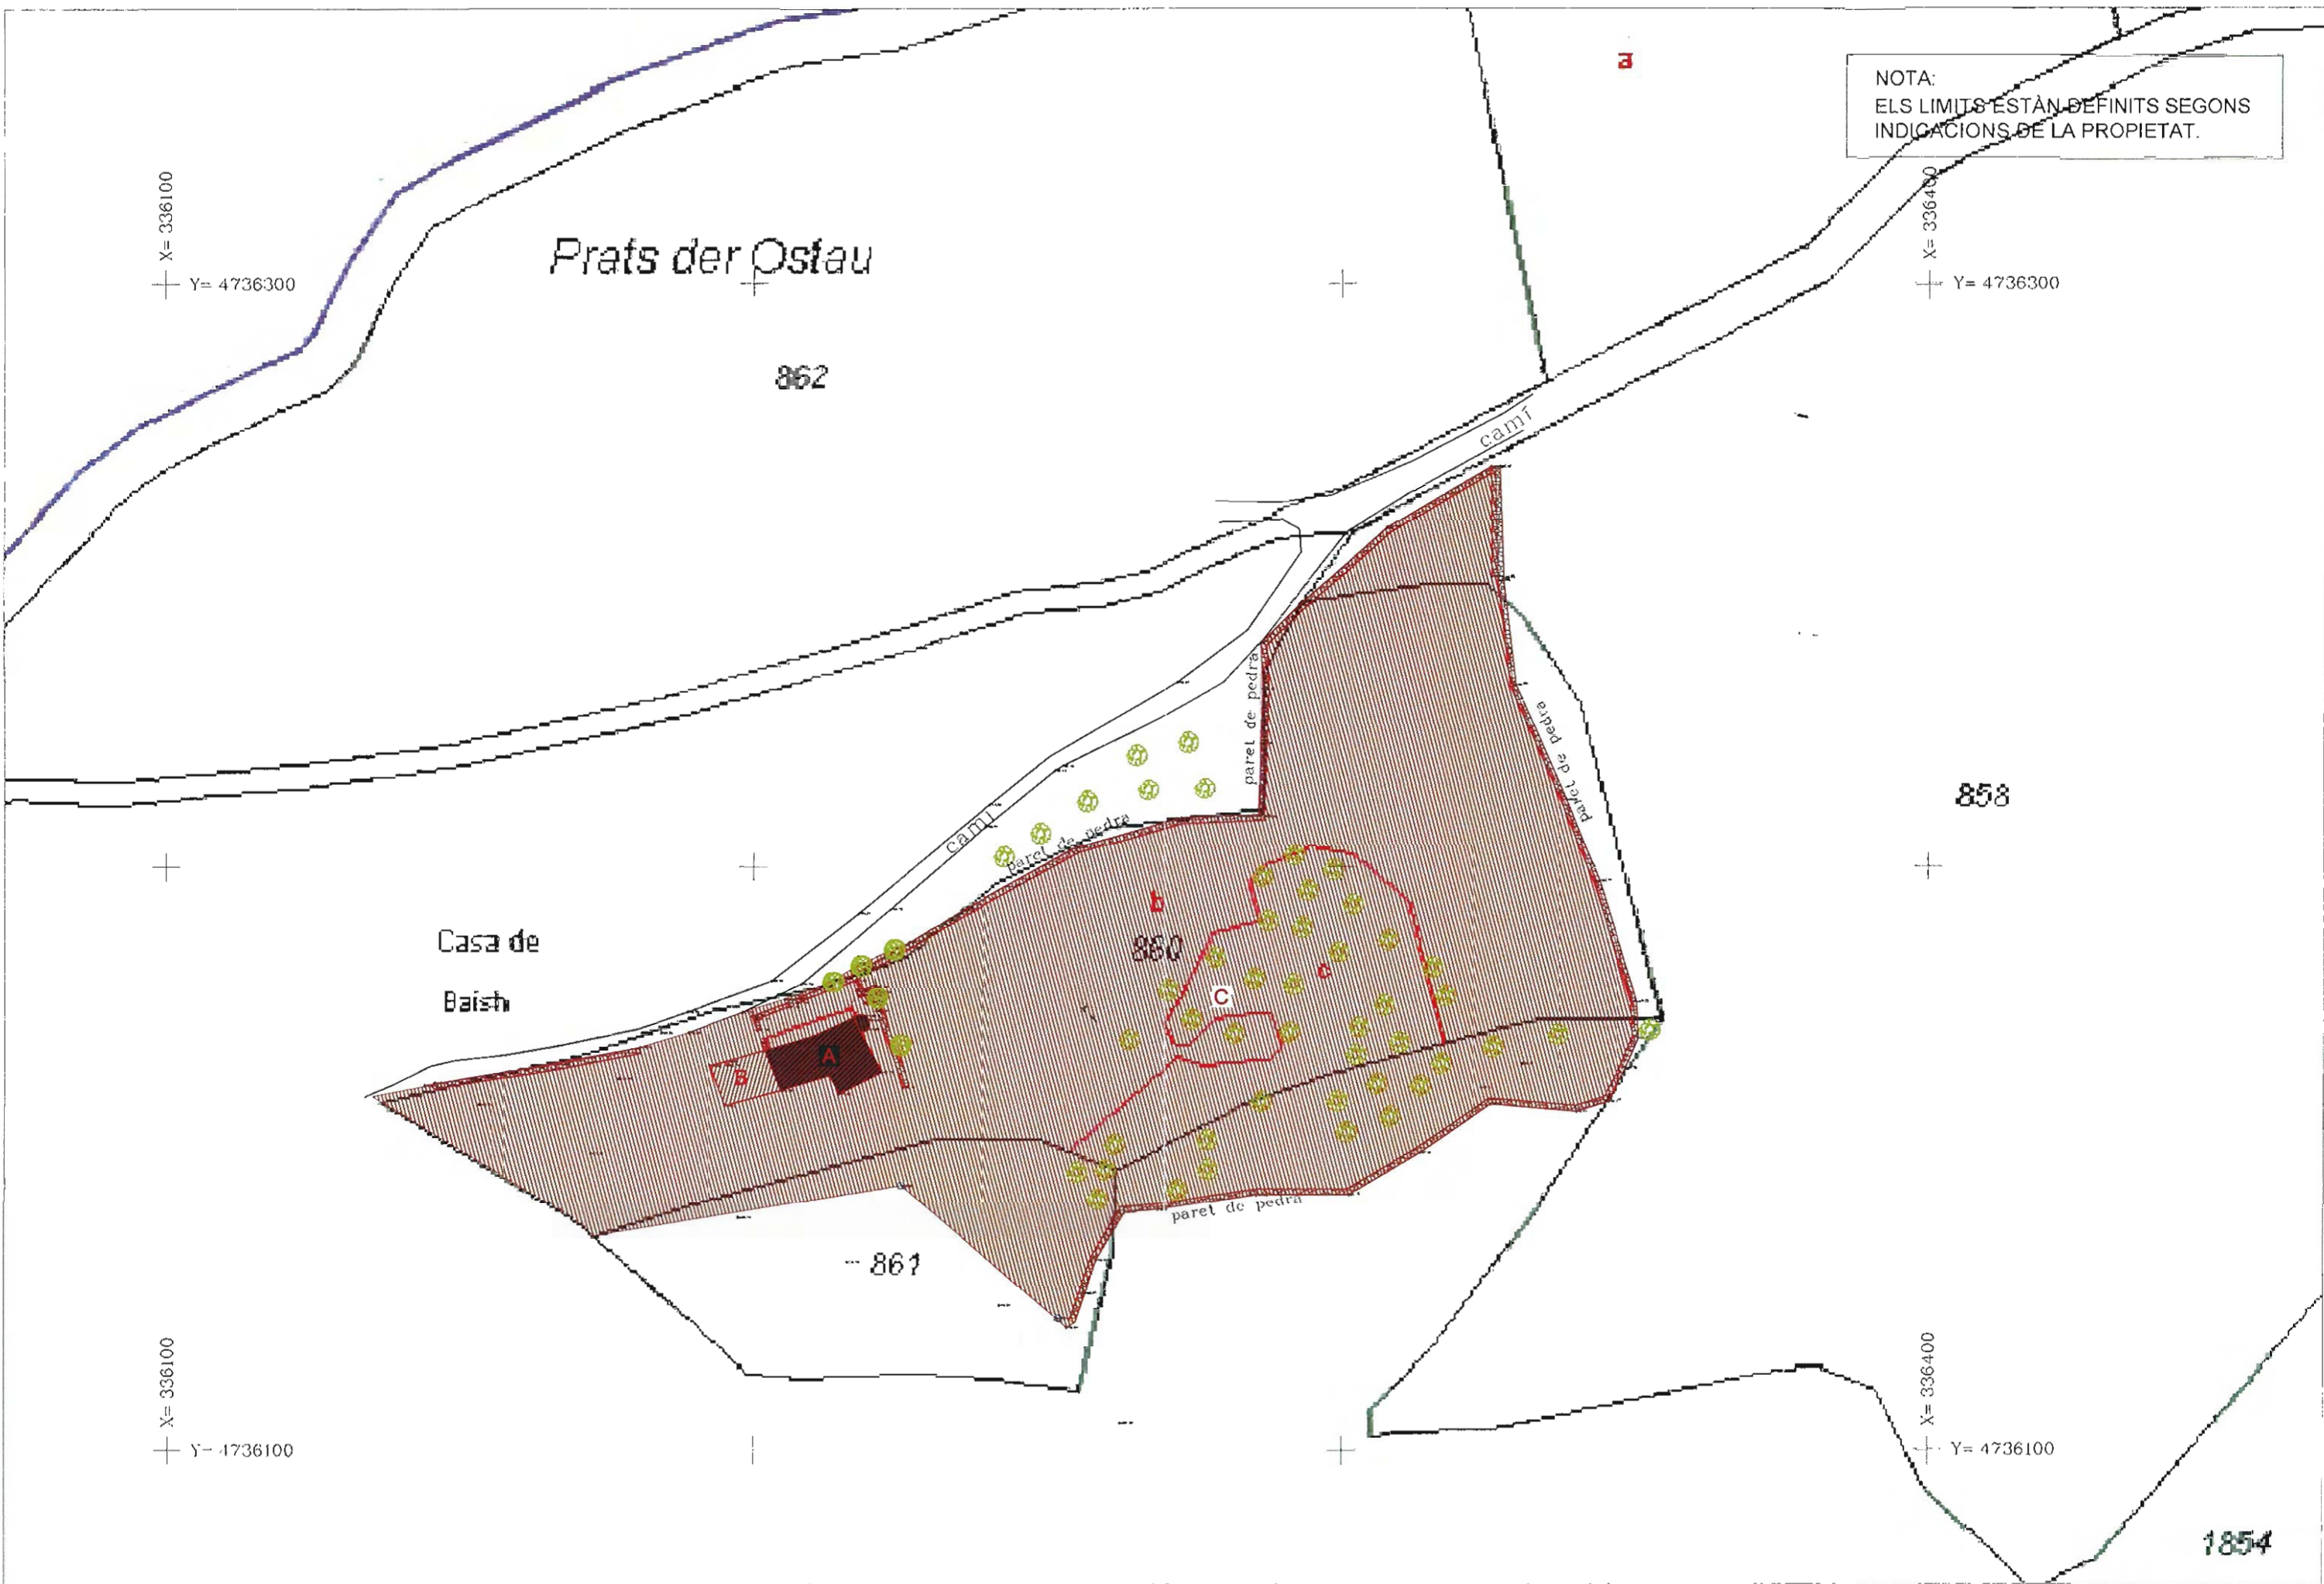 a
NOTA:
ELS LIMITS ESTÀN DEFINITS SEGONS
INDICACIONS DE LA PROPIETAT.
X= 336100
X= 336400
Prats der Ostau
Y= 4736300
Y= 4736300
862
camí
paret de pedra
paret de pedra
858
camí
paret de pedra
b
Casa de
860
c
C
Baish
A
B
paret de pedra
861
X= 336100
X= 336400
Y= 4736100
Y= 4736100
1854